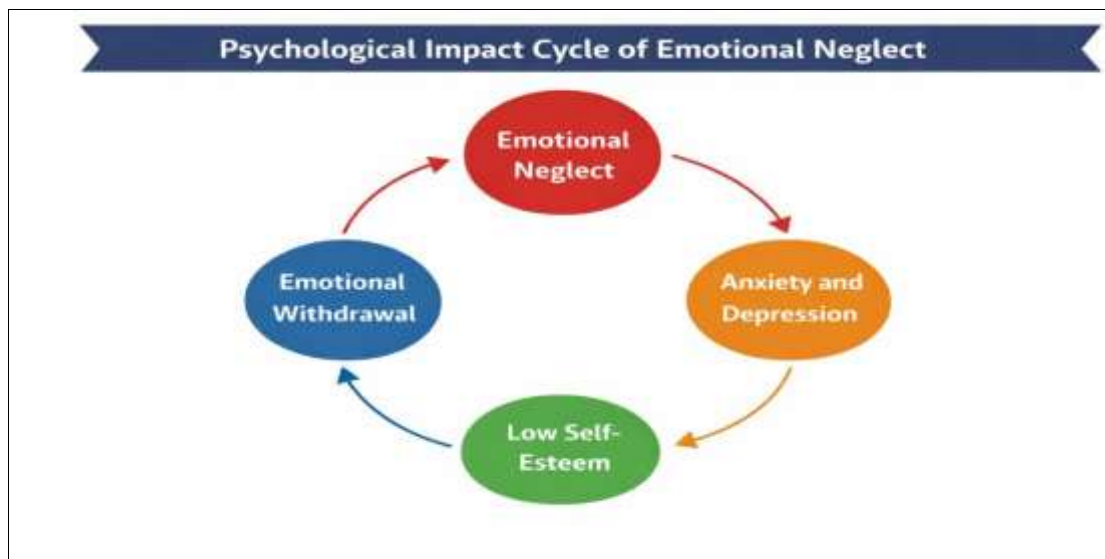 Psychological Impact Cycle of Emotional Neglect
Emotional
Neglect
Anxiety and
Depression
Low Self-
Esteem
Emotional
Withdrawal